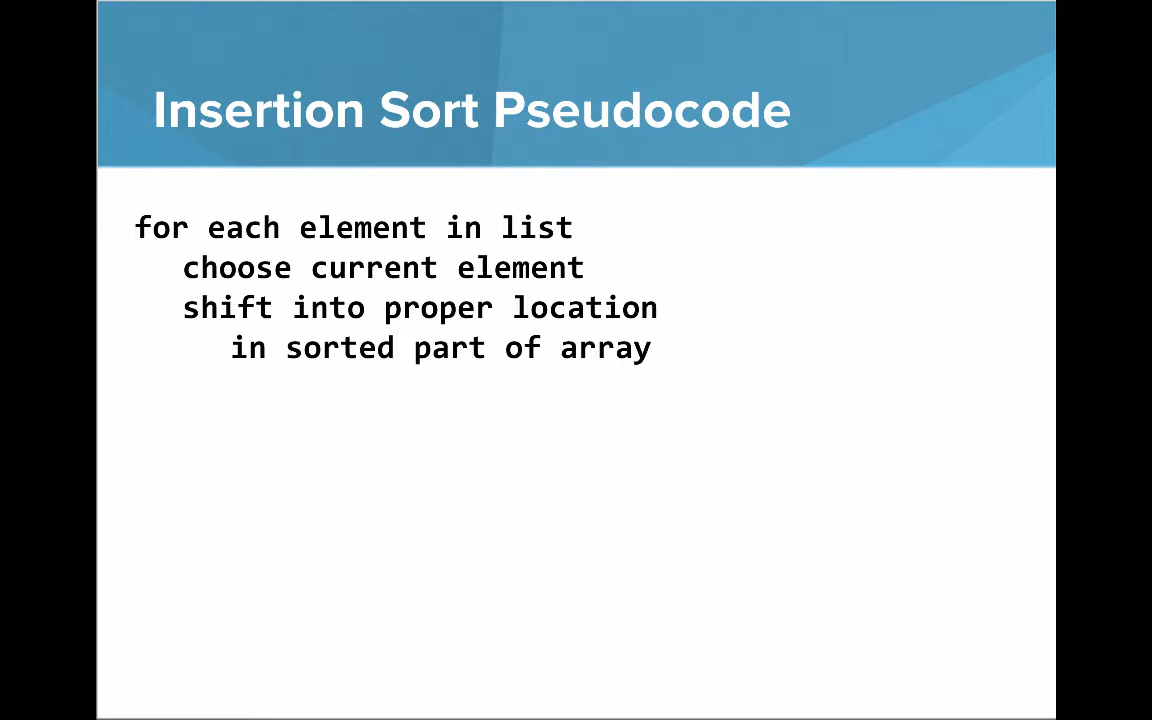 Insertion Sort Pseudocode
for each element in list
choose current element
shift into proper location
in sorted part of array